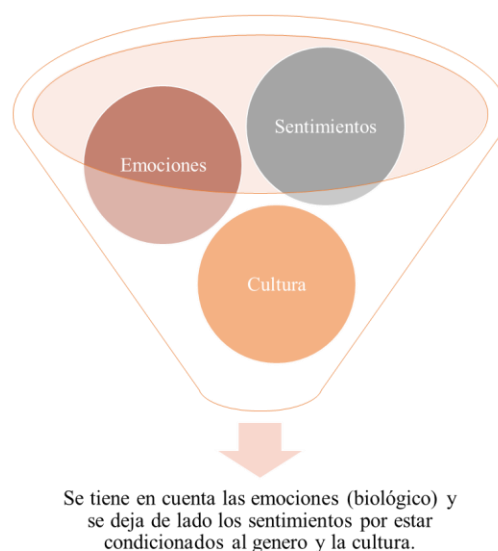 Sentimientos
Emociones
Cultura
Se tiene en cuenta las emociones (biológico) y
se deja de lado los sentimientos por estar
condicionados al genero y la cultura.